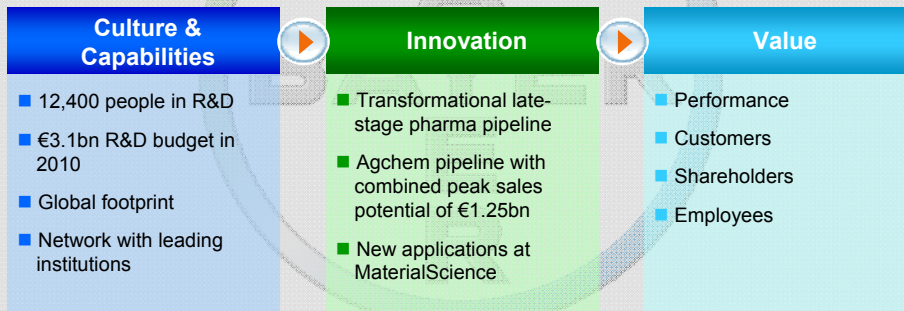 Culture &
Capabilities
12,400 people in R&D
€3.1bn R&D budget in
2010
Global footprint
Network with leading
institutions
Innovation
Transformational late-
stage pharma pipeline
Agchem pipeline with
combined peak sales
potential of €1.25bn
New applications at
MaterialScience
Value
Performance
Customers
Shareholders
Employees
BAYER